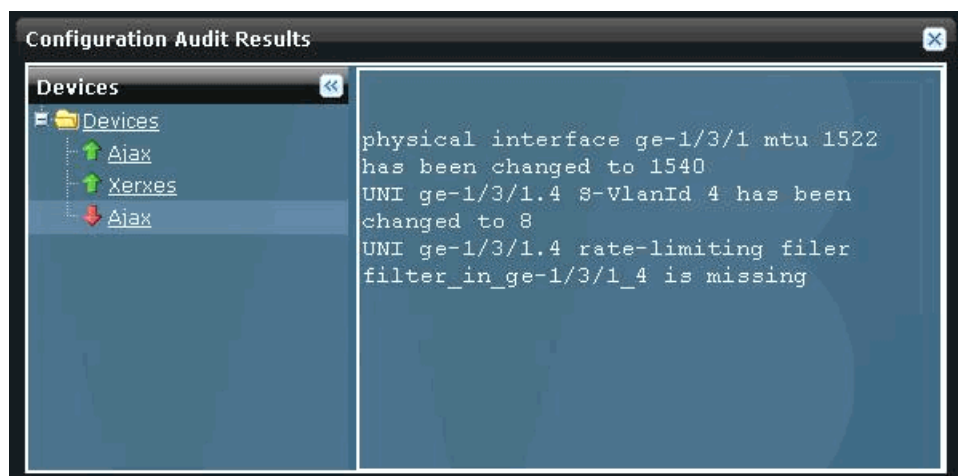 Configuration Audit Results
Devices
Devices
Ajax
Xerxes
Ajax
physical interface ge-1/3/1 mtu 1522
has been changed to 1540
UNI ge-1/3/1.4 S-VlanId 4 has been
changed to 8
UNI ge-1/3/1.4 rate-limiting filer
filter_in_ge-1/3/1_4 is missing